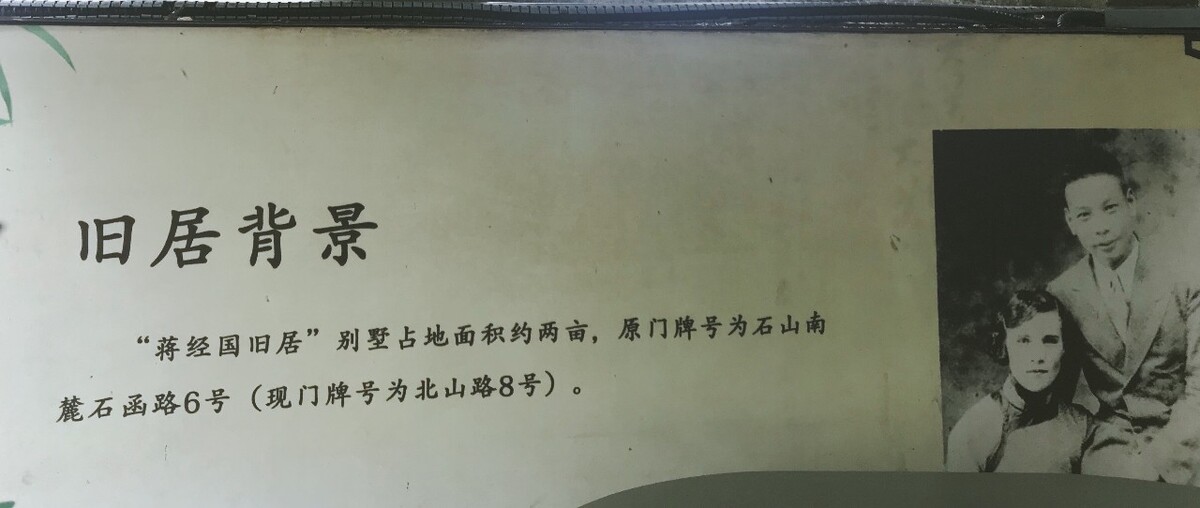 旧居背景
“蒋经国旧居”别墅占地面积约两亩，原门牌号为石山南
麓石函路6号（现门牌号为北山路8号）。